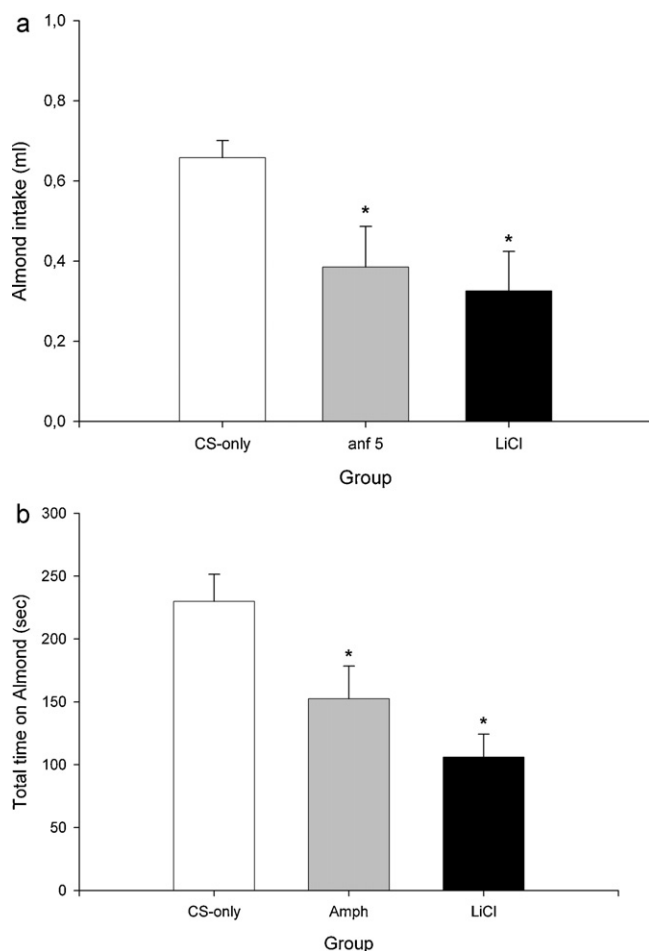 a
1,0
0,8
0,6
0,4
0,2
0,0
Almond intake (ml)
*
*
CS-only anf 5 LiCl
Group
b
300
250
200
150
100
50
0
Total time on Almond (sec)
*
*
CS-only Amph LiCl
Group